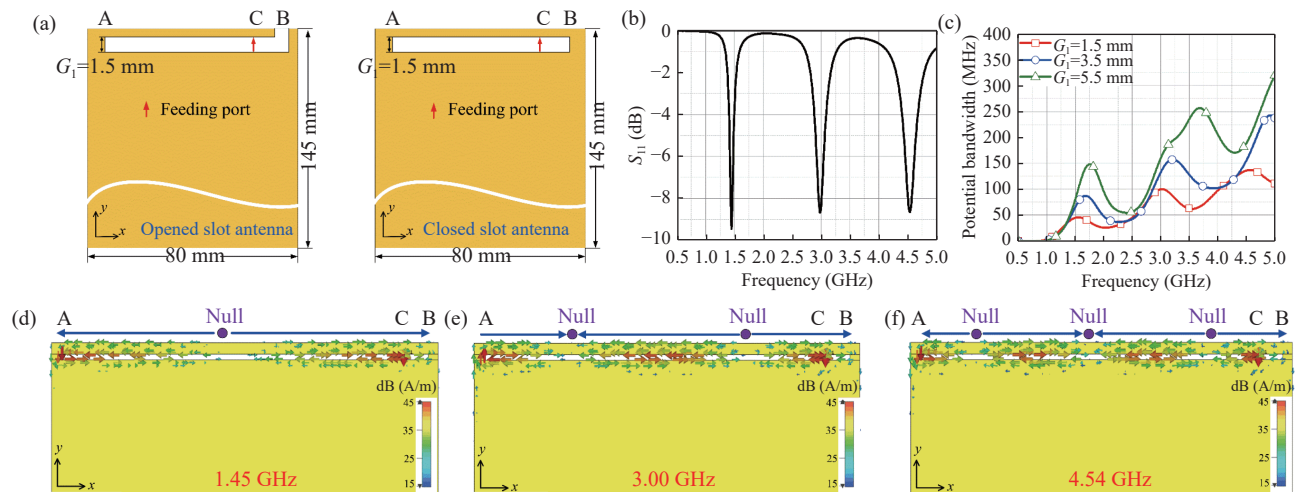 (a)
A
C
B
G₁=1.5 mm
Feeding port
145 mm
y
x
Opened slot antenna
80 mm
A
C
B
G₁=1.5 mm
Feeding port
145 mm
y
x
Closed slot antenna
80 mm
(b)
0
−2
−4
−6
−8
−10
S₁₁ (dB)
0.5 1.0 1.5 2.0 2.5 3.0 3.5 4.0 4.5 5.0
Frequency (GHz)
(c)
400
350
300
250
200
150
100
50
0
Potential bandwidth (MHz)
G₁=1.5 mm
G₁=3.5 mm
G₁=5.5 mm
0.5 1.0 1.5 2.0 2.5 3.0 3.5 4.0 4.5 5.0
Frequency (GHz)
(d)
A
Null
C
B
dB (A/m)
45
35
25
15
y
x
1.45 GHz
(e)
A
Null
Null
C
B
dB (A/m)
45
35
25
15
y
x
3.00 GHz
(f)
A
Null
Null
Null
C
B
dB (A/m)
45
35
25
15
y
x
4.54 GHz